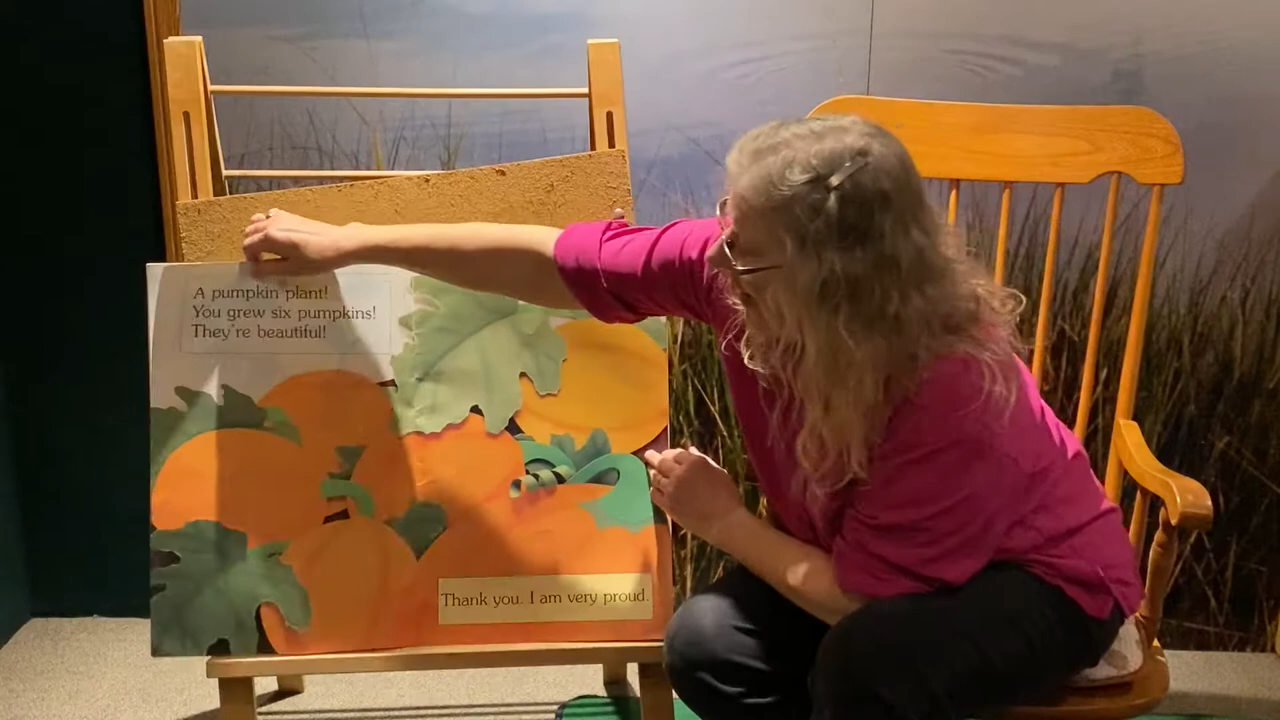 A pumpkin plant!
You grew six pumpkins!
They're beautiful!
Thank you. I am very proud.